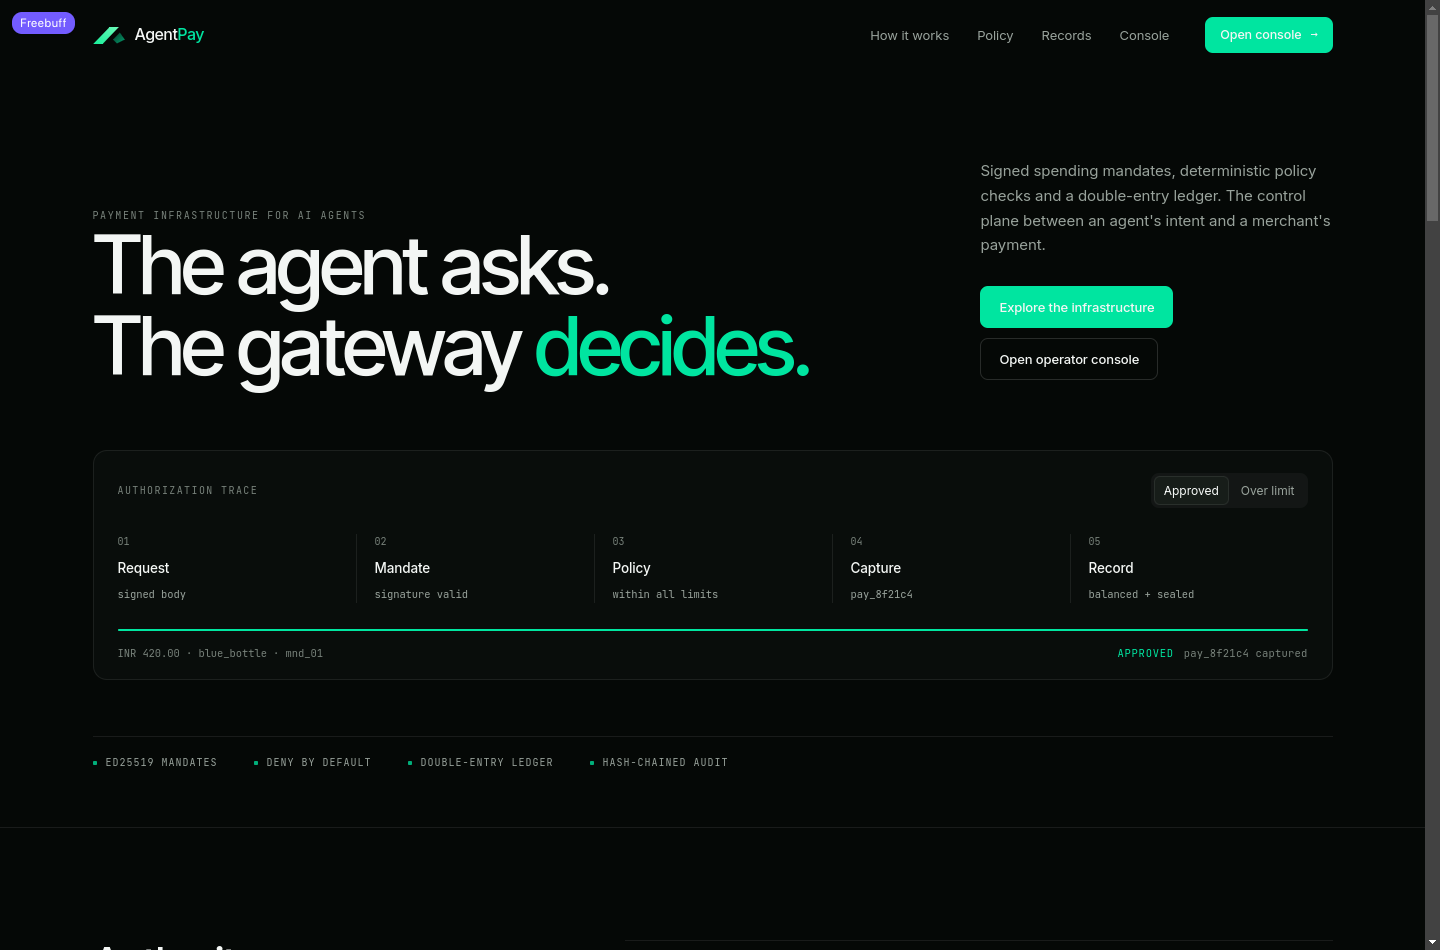 Freebuff
AgentPay
How it works
Policy
Records
Console
Open console →
PAYMENT INFRASTRUCTURE FOR AI AGENTS
The agent asks.
The gateway decides.
Signed spending mandates, deterministic policy
checks and a double-entry ledger. The control
plane between an agent's intent and a merchant's
payment.
Explore the infrastructure
Open operator console
AUTHORIZATION TRACE
Approved
Over limit
01
Request
signed body
02
Mandate
signature valid
03
Policy
within all limits
04
Capture
pay_8f21c4
05
Record
balanced + sealed
INR 420.00 · blue_bottle · mnd_01
APPROVED pay_8f21c4 captured
ED25519 MANDATES
DENY BY DEFAULT
DOUBLE-ENTRY LEDGER
HASH-CHAINED AUDIT